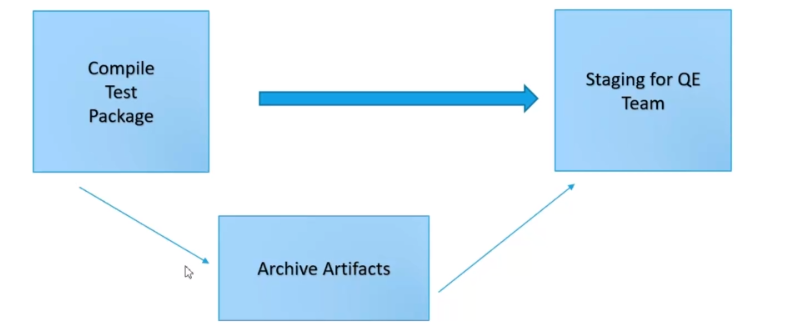 Compile
Test
Package
Staging for QE
Team
Archive Artifacts